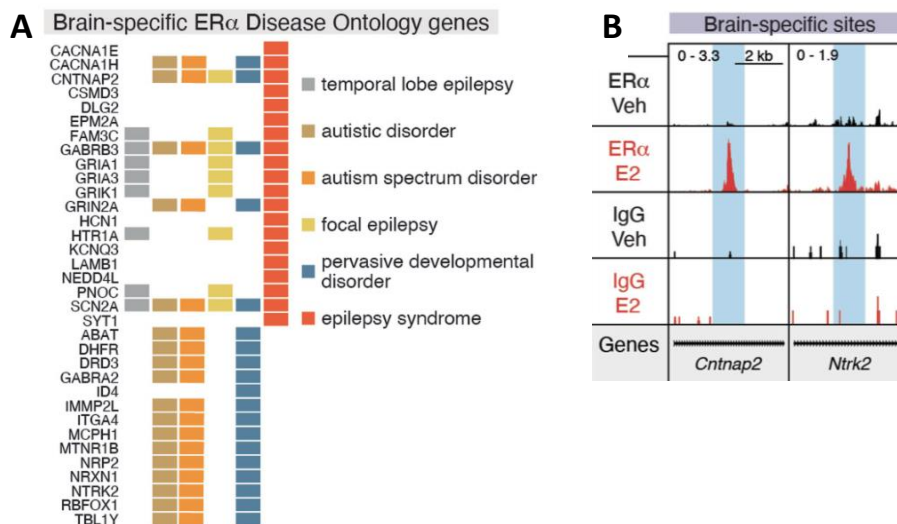 A
Brain-specific ERα Disease Ontology genes
CACNA1E
CACNA1H
CNTNAP2
CSMD3
DLG2
EPM2A
FAM3C
GABRB3
GRIA1
GRIA3
GRIK1
GRIN2A
HCN1
HTR1A
KCNQ3
LAMB1
NEDD4L
PNOC
SCN2A
SYT1
ABAT
DHFR
DRD3
GABRA2
ID4
IMMP2L
ITGA4
MCPH1
MTNR1B
NRP2
NRXN1
NTRK2
RBFOX1
TBL1Y
temporal lobe epilepsy
autistic disorder
autism spectrum disorder
focal epilepsy
pervasive developmental
disorder
epilepsy syndrome
B
Brain-specific sites
0 - 3.3
2 kb
0 - 1.9
ERα
Veh
ERα
E2
IgG
Veh
IgG
E2
Genes
Cntnap2
Ntrk2